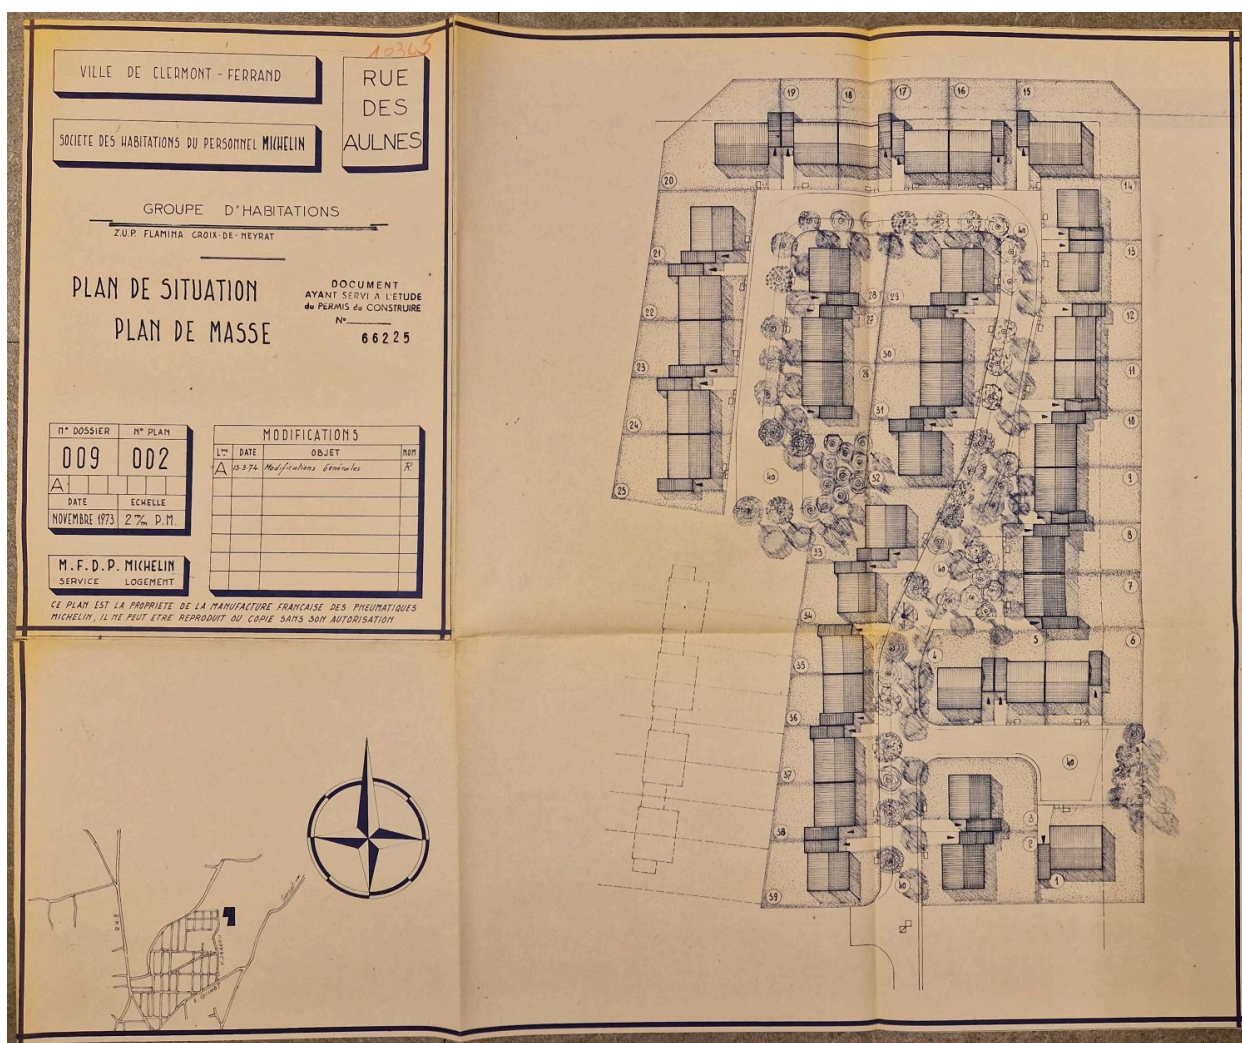 10345
VILLE DE CLERMONT - FERRAND
SOCIETE DES HABITATIONS DU PERSONNEL MICHELIN
RUE
DES
AULNES
GROUPE D'HABITATIONS
Z.U.P. FLAMINA CROIX-DE-NEYRAT
PLAN DE SITUATION
PLAN DE MASSE
DOCUMENT
AYANT SERVI A L'ETUDE
du PERMIS de CONSTRUIRE
N°
66225
N° DOSSIER N° PLAN
009 002
A
DATE ECHELLE
NOVEMBRE 1973 2 m/m P.M.
M.F.D.P. MICHELIN
SERVICE LOGEMENT
MODIFICATIONS
DATE OBJET NOM
A 15-3-74 Modifications Générales R
CE PLAN EST LA PROPRIETE DE LA MANUFACTURE FRANCAISE DES PNEUMATIQUES
MICHELIN, IL NE PEUT ETRE REPRODUIT OU COPIE SANS SON AUTORISATION
19 18 17 16 15
20
14
40
21
13
28 29
22
27
12
23
30
26
11
24
31
10
25
40
32
9
33
8
40
7
34
5
6
35
4
36
37
40
38
3
2
39
40
1
E. QUINET